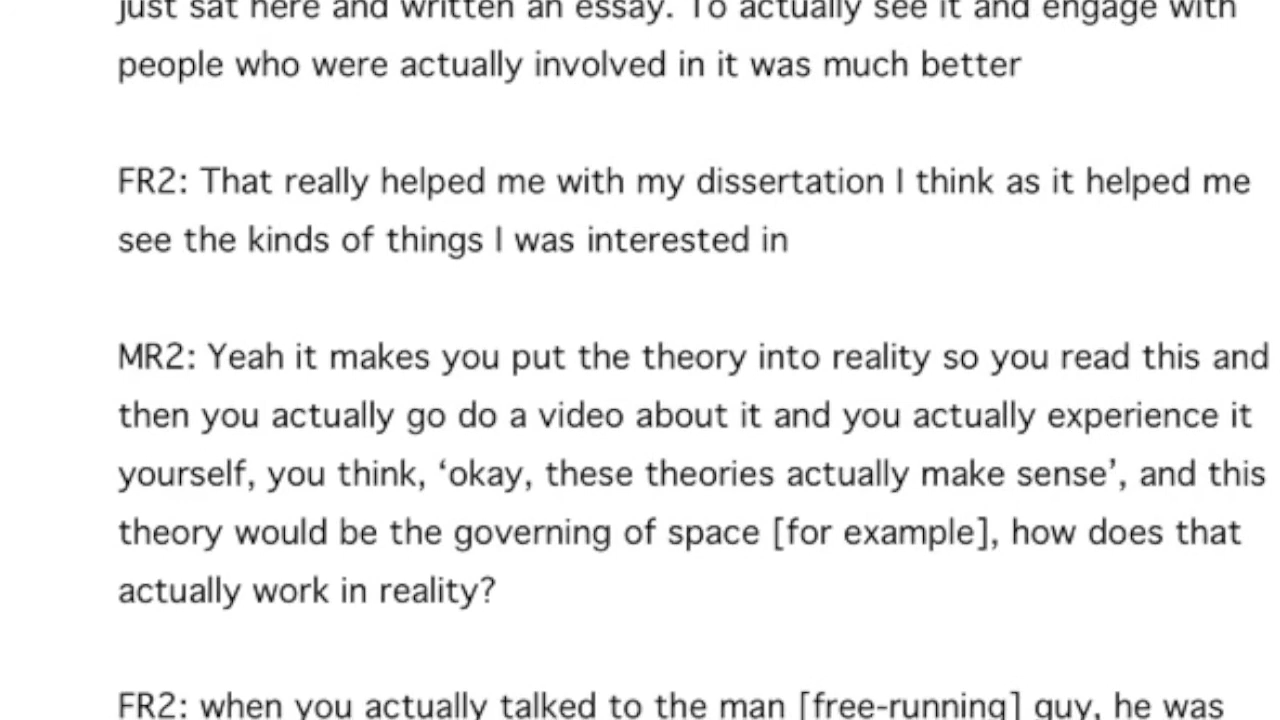 just sat here and written an essay. To actually see it and engage with
people who were actually involved in it was much better
FR2: That really helped me with my dissertation I think as it helped me
see the kinds of things I was interested in
MR2: Yeah it makes you put the theory into reality so you read this and
then you actually go do a video about it and you actually experience it
yourself, you think, ‘okay, these theories actually make sense’, and this
theory would be the governing of space [for example], how does that
actually work in reality?
FR2: when you actually talked to the man [free-running] guy, he was